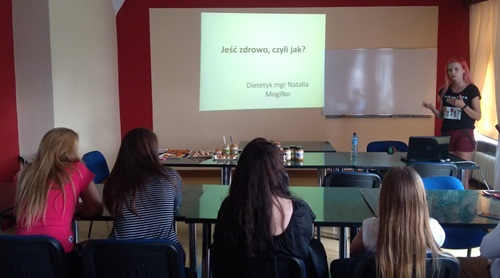 Jeść zdrowo, czyli jak?
Dietetyk mgr Natalia
Mogiłko